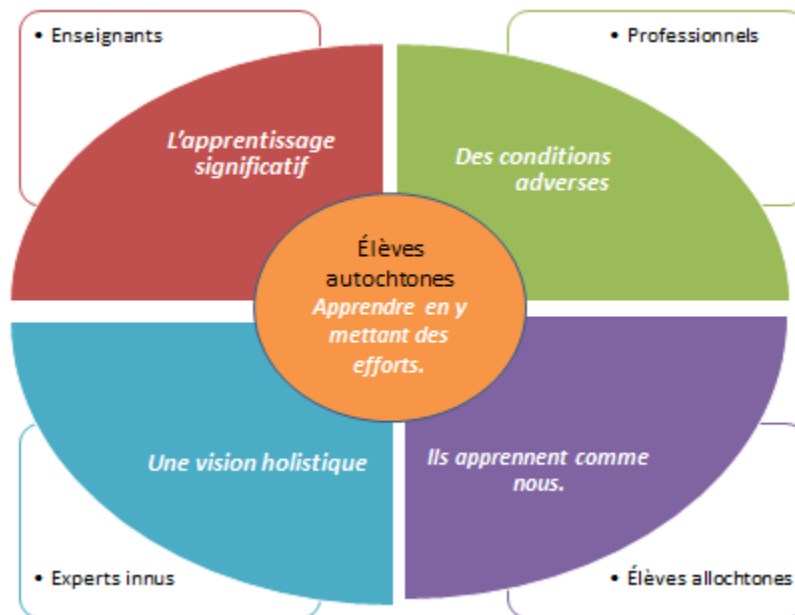 • Enseignants
• Professionnels
L'apprentissage
significatif
Des conditions
adverses
Élèves
autochtones
Apprendre en y
mettant des
efforts.
Une vision holistique
Ils apprennent comme
nous.
• Experts innus
• Élèves allochtones